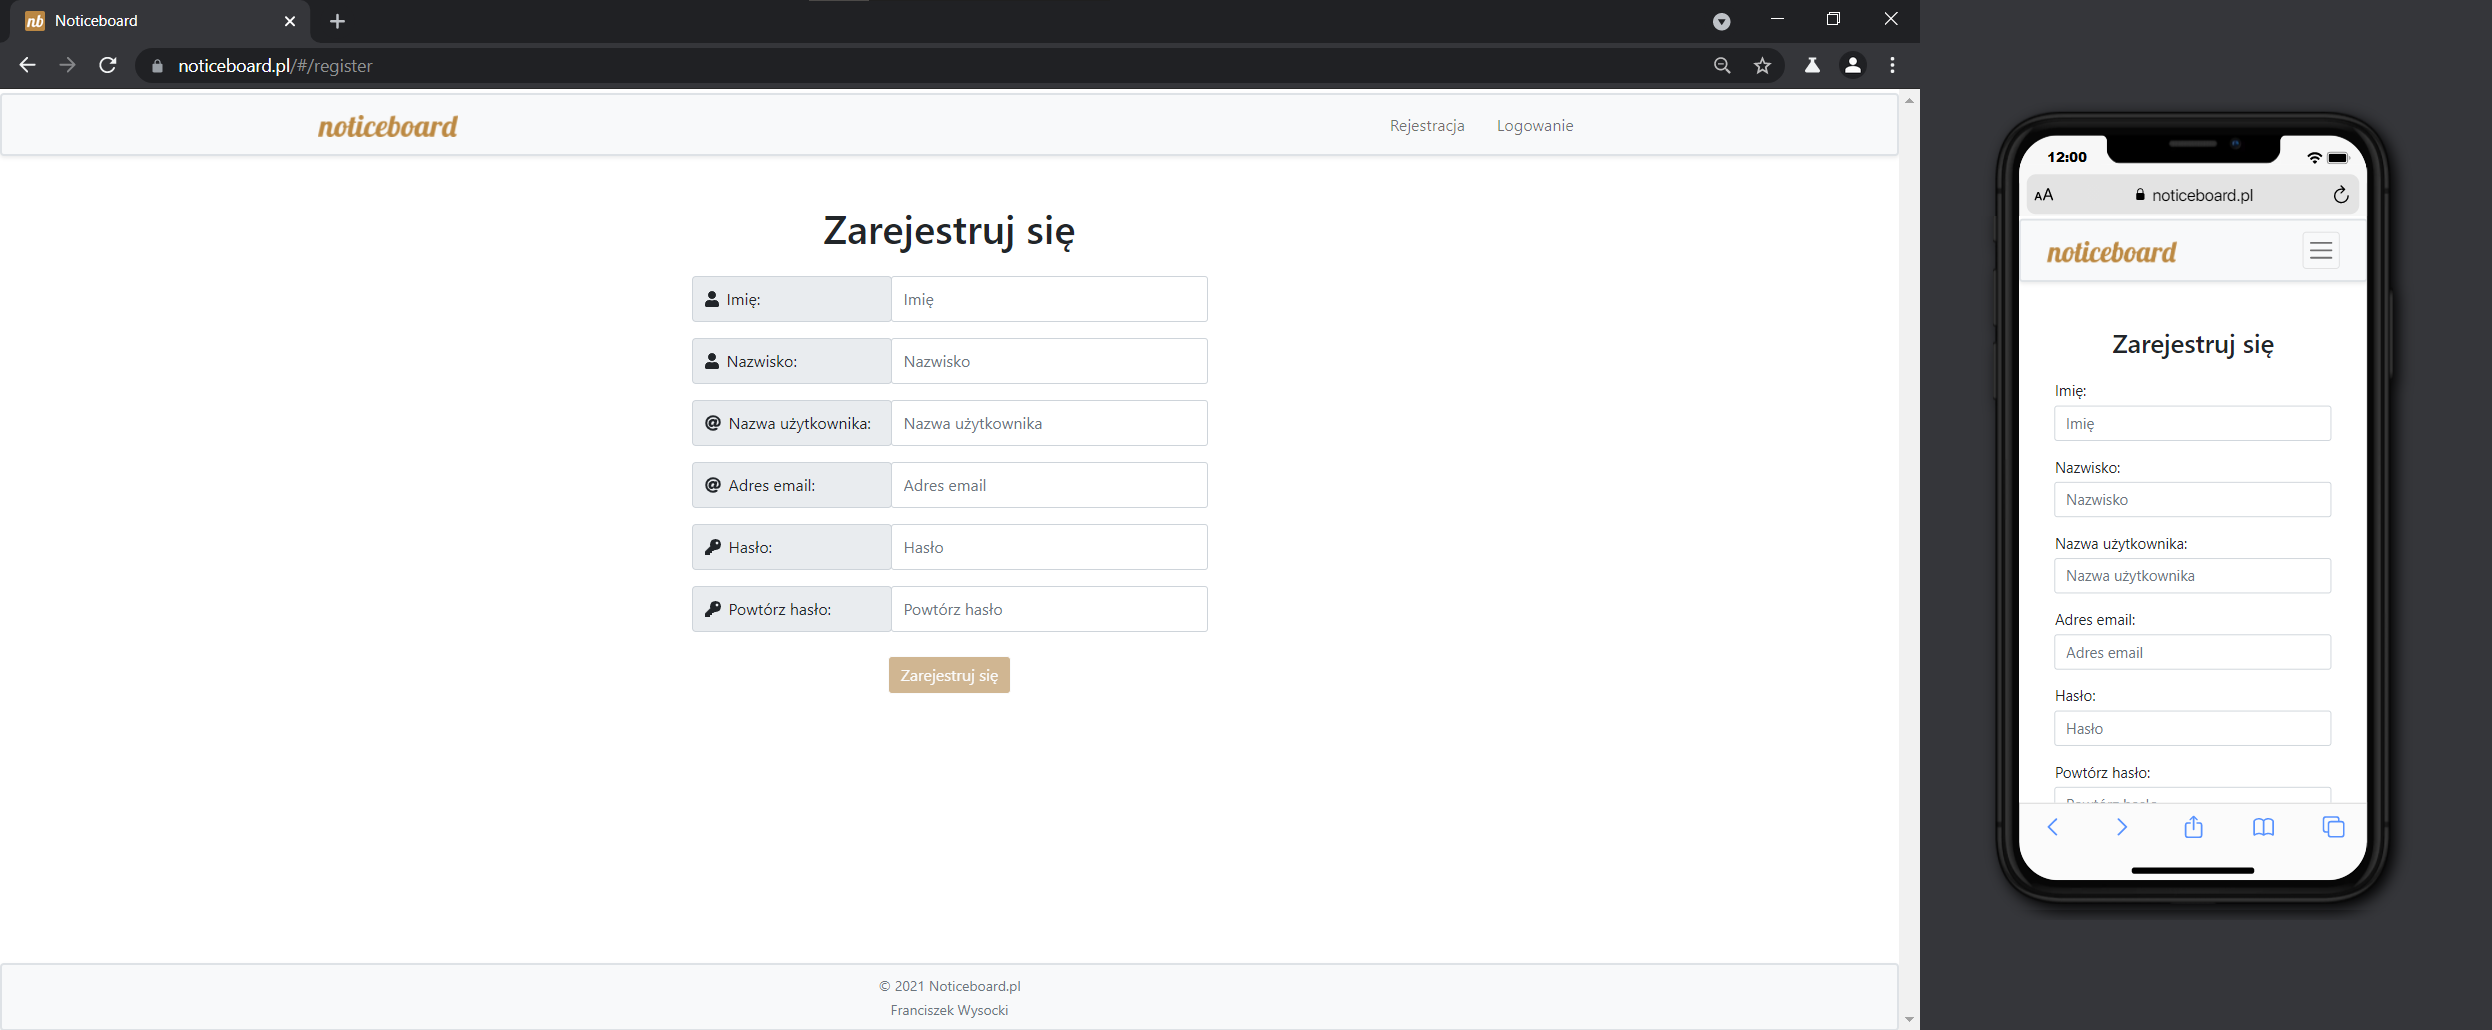 nb Noticeboard
noticeboard.pl/#/register
noticeboard
Rejestracja Logowanie
Zarejestruj się
Imię: Imię
Nazwisko: Nazwisko
@ Nazwa użytkownika: Nazwa użytkownika
@ Adres email: Adres email
Hasło: Hasło
Powtórz hasło: Powtórz hasło
Zarejestruj się
© 2021 Noticeboard.pl
Franciszek Wysocki
12:00
AA noticeboard.pl
noticeboard
Zarejestruj się
Imię:
Imię
Nazwisko:
Nazwisko
Nazwa użytkownika:
Nazwa użytkownika
Adres email:
Adres email
Hasło:
Hasło
Powtórz hasło: